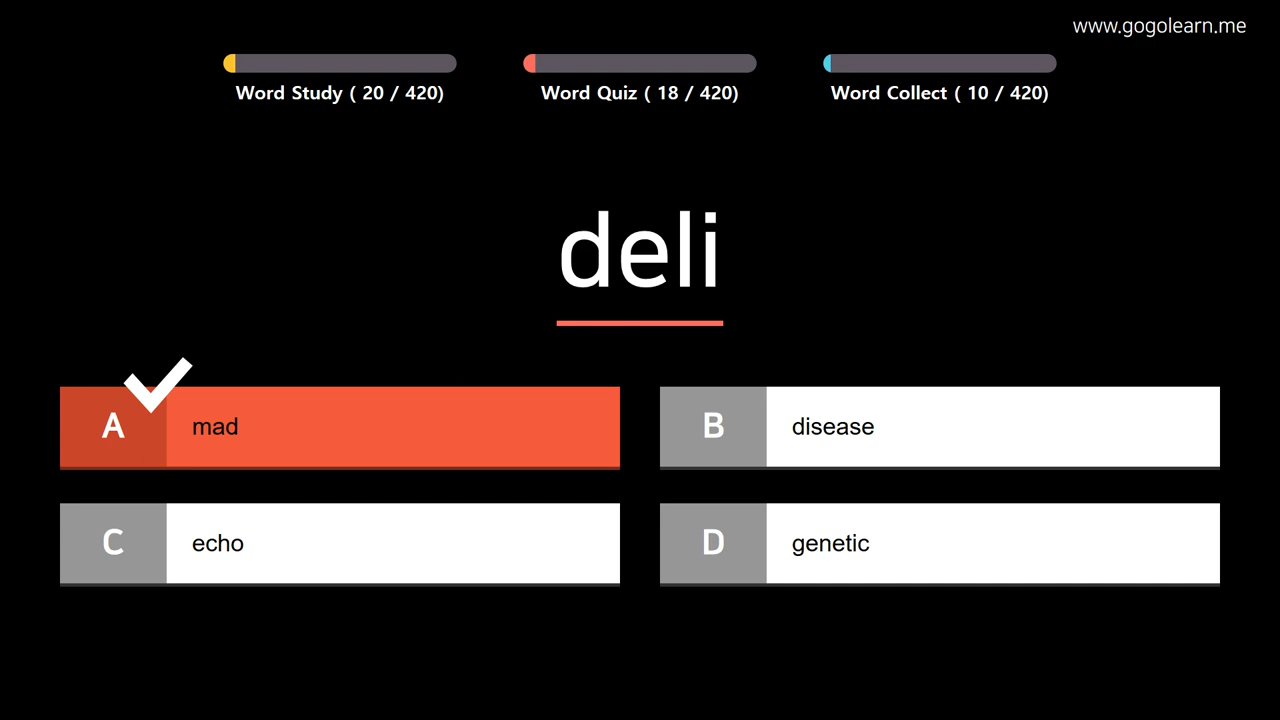 www.gogolearn.me
Word Study ( 20 / 420)
Word Quiz ( 18 / 420)
Word Collect ( 10 / 420)
deli
A mad
B disease
C echo
D genetic